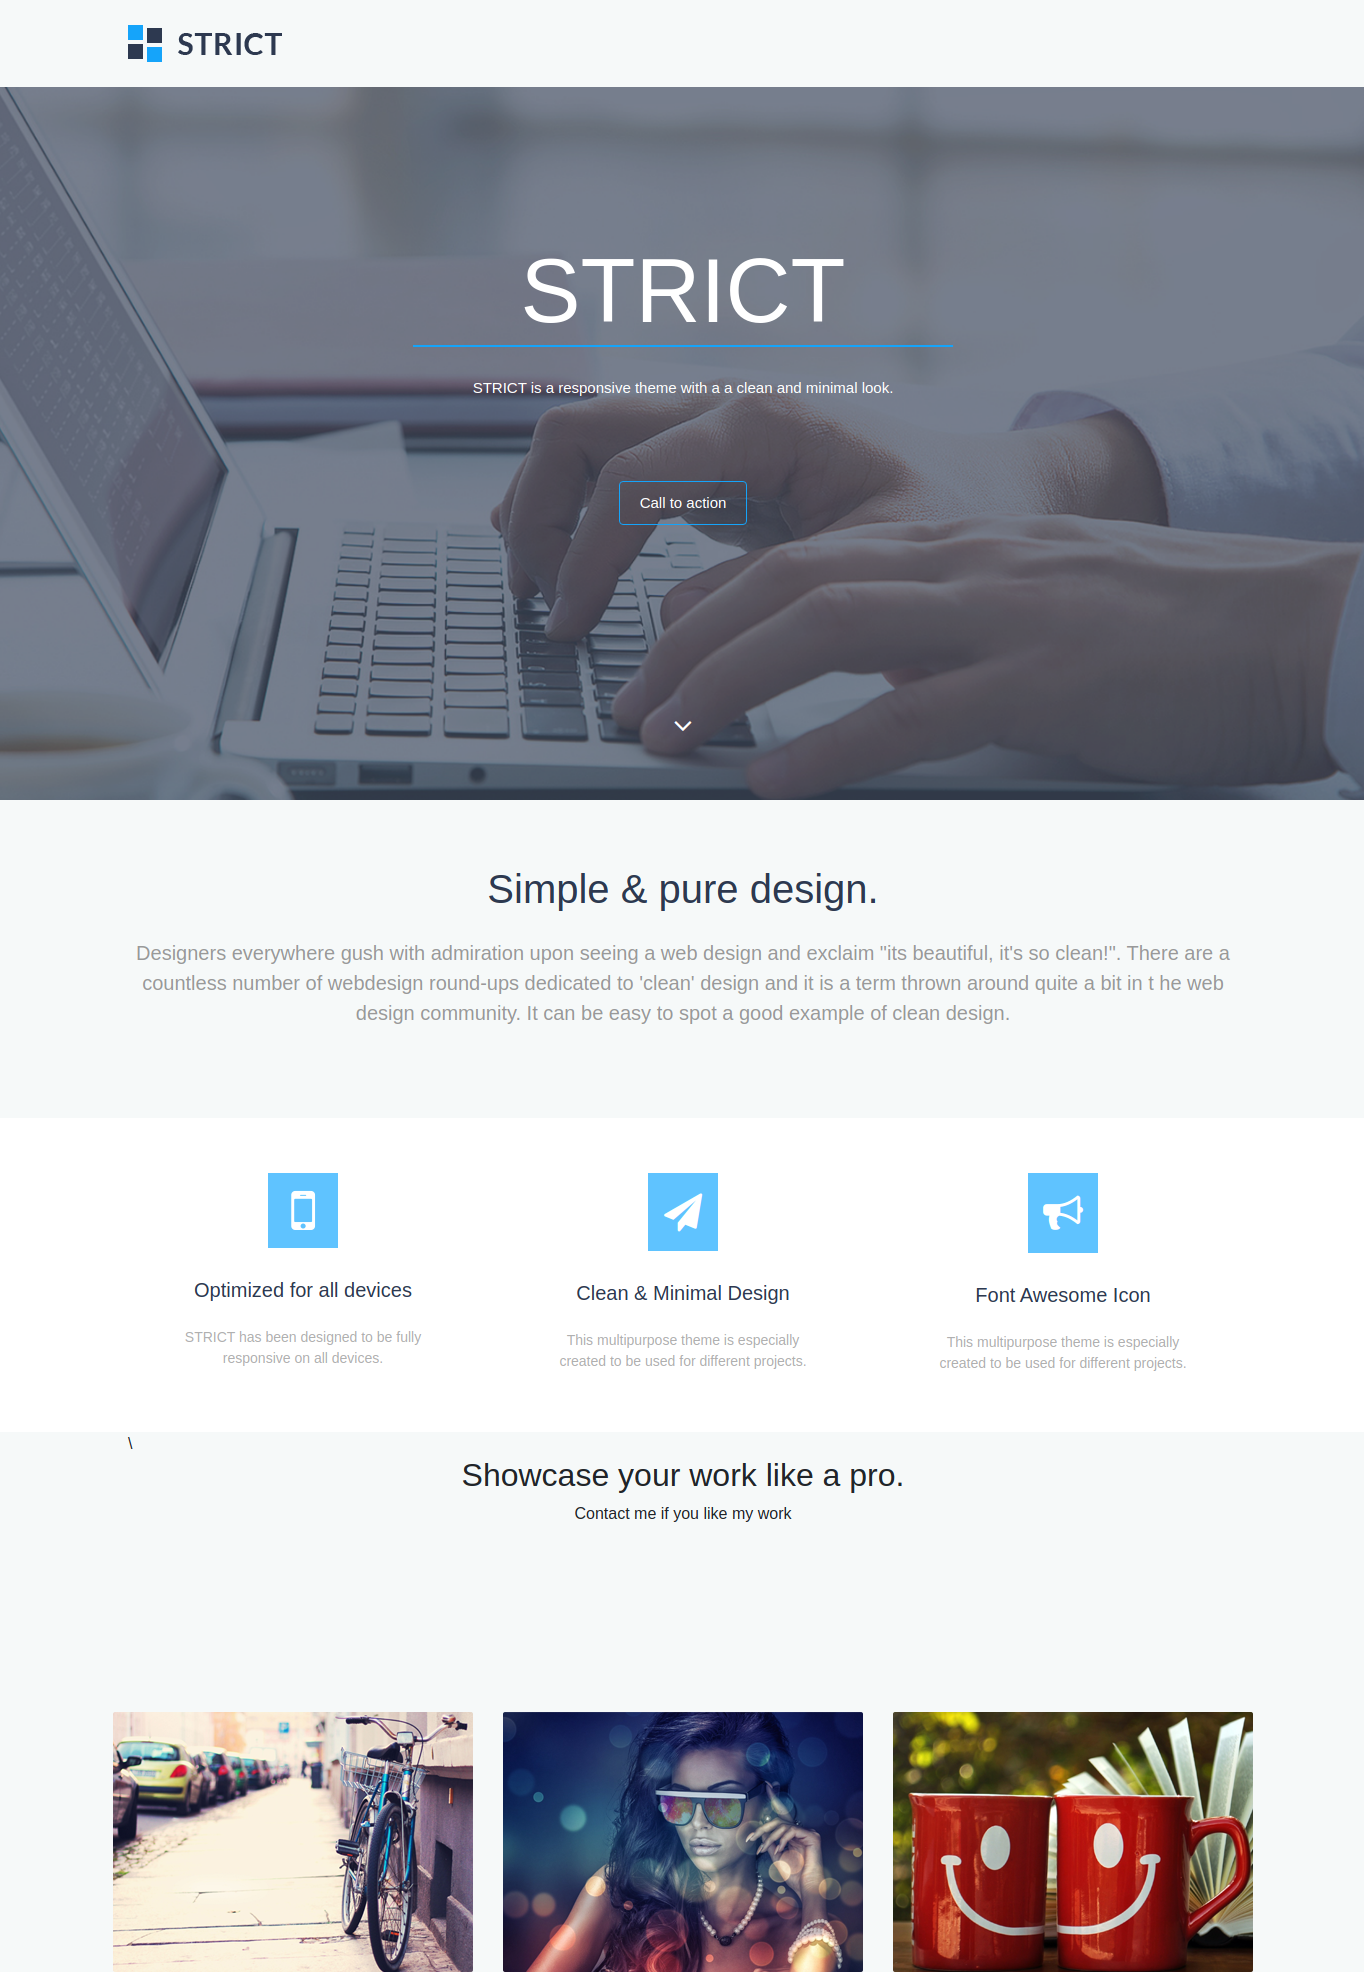 STRICT
STRICT
STRICT is a responsive theme with a a clean and minimal look.
Call to action
Simple & pure design.
Designers everywhere gush with admiration upon seeing a web design and exclaim "its beautiful, it's so clean!". There are a
countless number of webdesign round-ups dedicated to 'clean' design and it is a term thrown around quite a bit in t he web
design community. It can be easy to spot a good example of clean design.
Optimized for all devices
STRICT has been designed to be fully
responsive on all devices.
Clean & Minimal Design
This multipurpose theme is especially
created to be used for different projects.
Font Awesome Icon
This multipurpose theme is especially
created to be used for different projects.
\
Showcase your work like a pro.
Contact me if you like my work